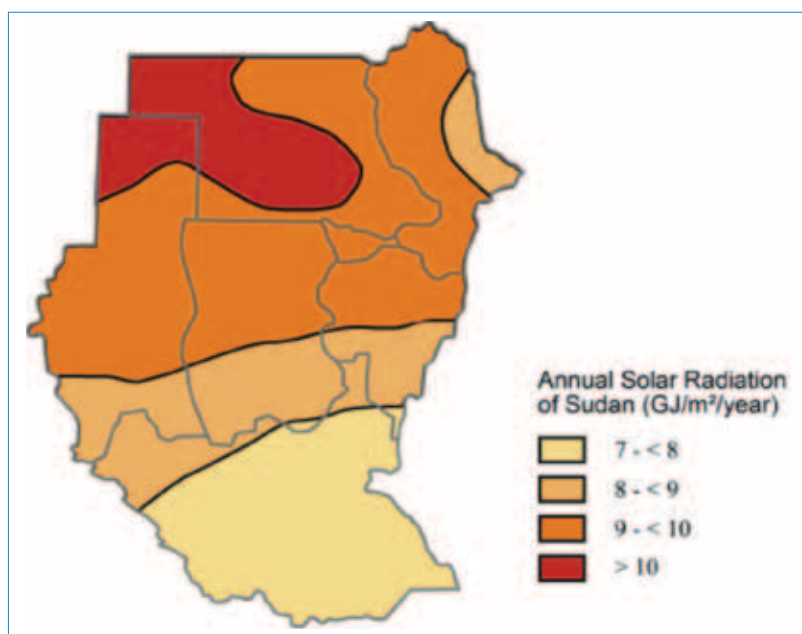 Annual Solar Radiation
of Sudan (GJ/m²/year)
7 - < 8
8 - < 9
9 - < 10
> 10